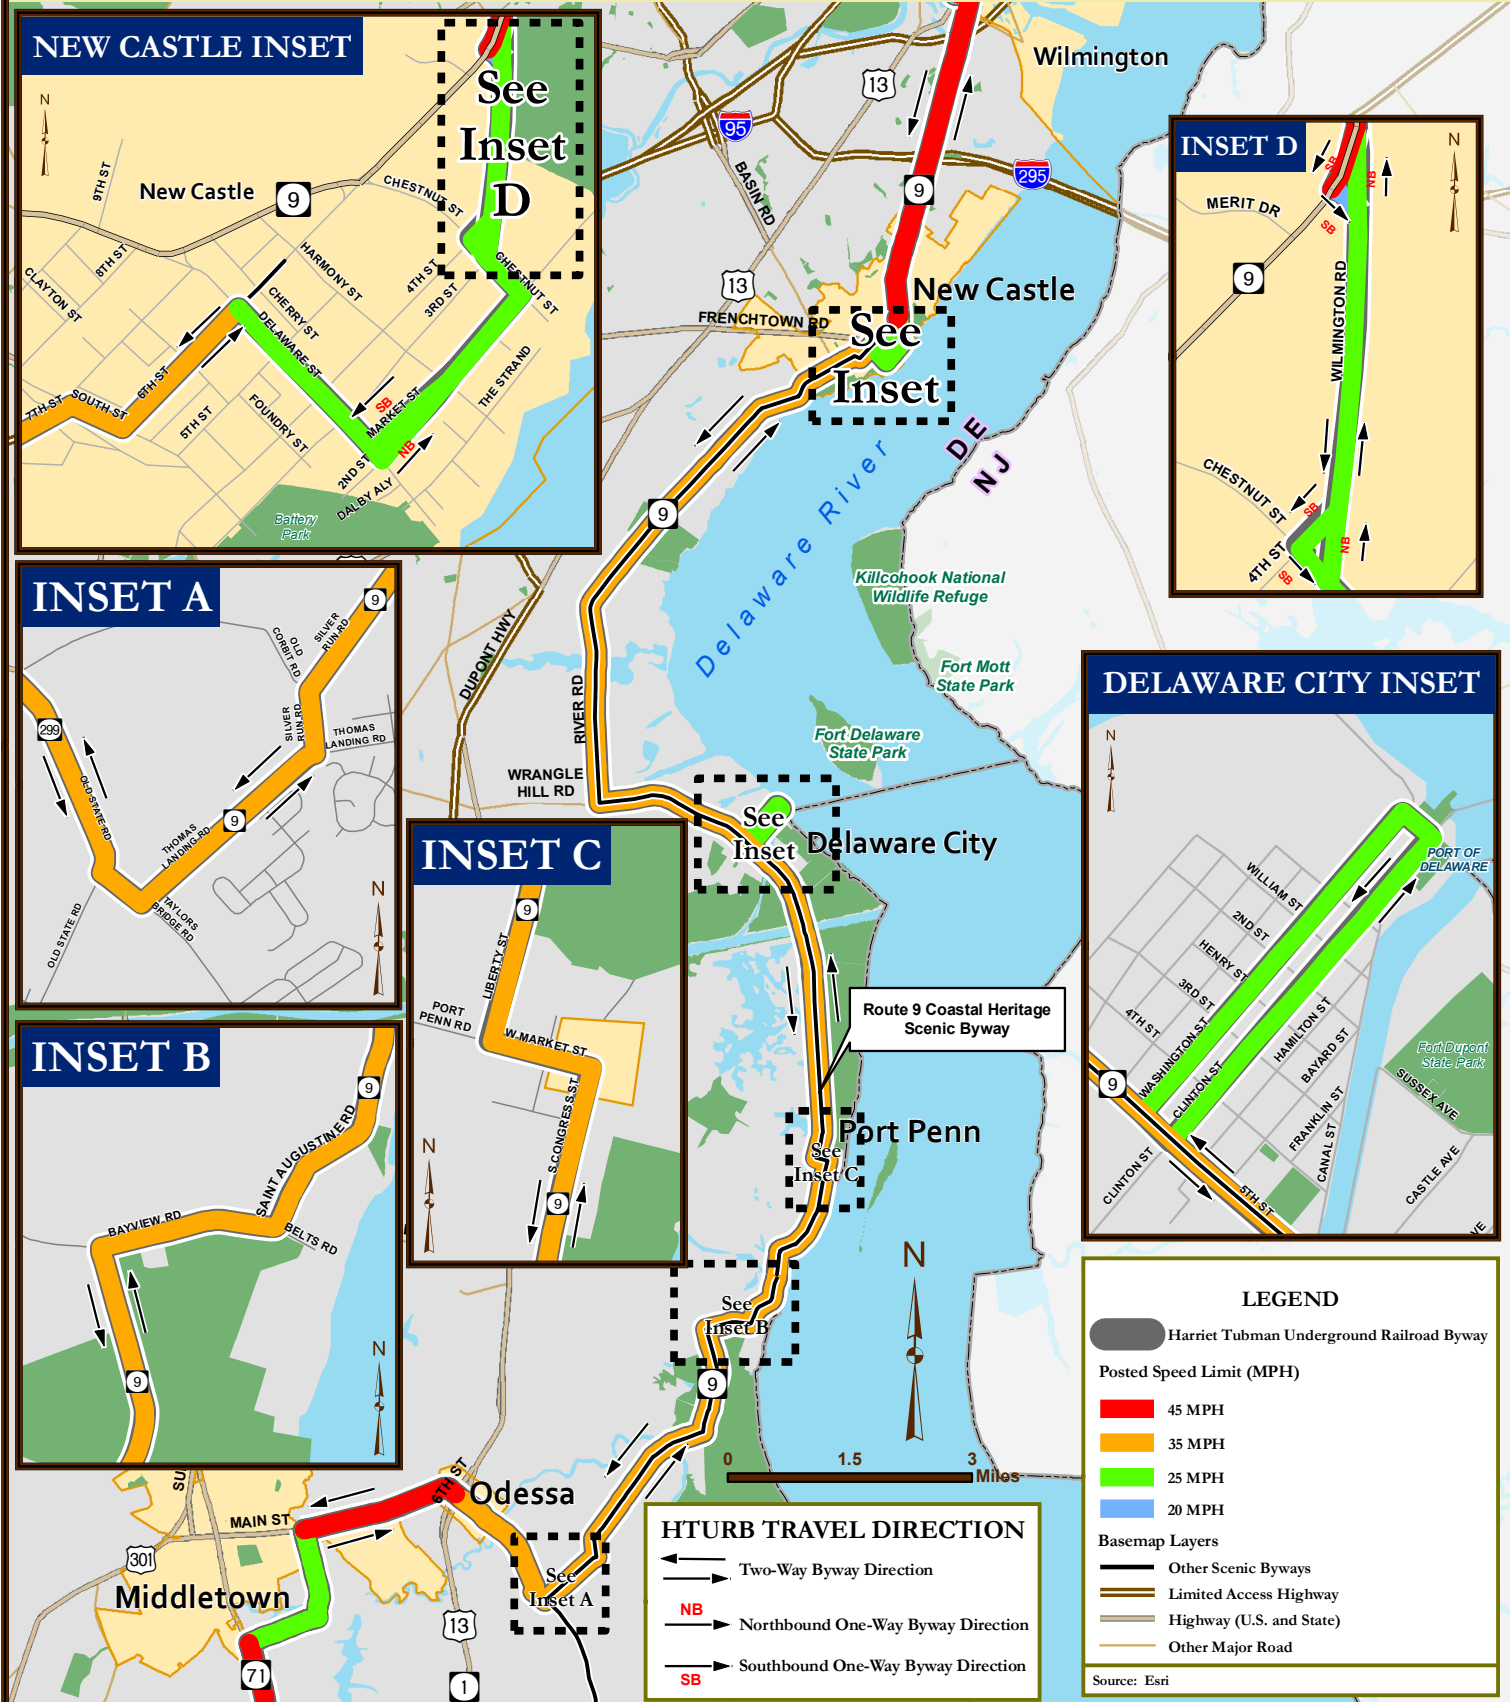 NEW CASTLE INSET
N
9TH ST
New Castle
9
CHESTNUT ST
See
Inset
D
8TH ST
CLAYTON ST
HARMONY ST
4TH ST
3RD ST
CHESTNUT ST
CHERRY ST
DELAWARE ST
6TH ST
7TH ST
SOUTH ST
5TH ST
FOUNDRY ST
SB
MARKET ST
NB
THE STRAND
2ND ST
DALBY ALY
Battery
Park
Wilmington
13
95
295
BASIN RD
9
13
New Castle
FRENCHTOWN RD
See
Inset
DE
NJ
Delaware River
9
INSET D
N
SB
NB
MERIT DR
SB
9
WILMINGTON RD
CHESTNUT ST
SB
4TH ST
NB
SB
INSET A
9
SILVER
RUN RD
OLD
CORBIT RD
SILVER
RUN RD
THOMAS
LANDING RD
299
OLD STATE RD
9
THOMAS
LANDING RD
TAYLORS
BRIDGE RD
OLD STATE RD
N
Killcohook National
Wildlife Refuge
Fort Mott
State Park
Fort Delaware
State Park
DUPONT HWY
RIVER RD
WRANGLE
HILL RD
See
Inset
Delaware City
DELAWARE CITY INSET
N
PORT OF
DELAWARE
WILLIAM ST
2ND ST
HENRY ST
3RD ST
4TH ST
WASHINGTON ST
CLINTON ST
HAMILTON ST
BAYARD ST
FRANKLIN ST
CANAL ST
Fort Dupont
State Park
SUSSEX AVE
CASTLE AVE
VE
9
CLINTON ST
5TH ST
INSET C
9
LIBERTY ST
PORT
PENN RD
W MARKET ST
S CONGRESS ST
N
9
Route 9 Coastal Heritage
Scenic Byway
Port Penn
See
Inset C
INSET B
9
SAINT AUGUSTINE RD
BAYVIEW RD
BELTS RD
N
9
See
Inset B
9
N
0
1.5
3
Miles
SU
6TH ST
Odessa
MAIN ST
301
Middletown
See
Inset A
13
1
71
HTURB TRAVEL DIRECTION
Two-Way Byway Direction
NB
Northbound One-Way Byway Direction
Southbound One-Way Byway Direction
SB
LEGEND
Harriet Tubman Underground Railroad Byway
Posted Speed Limit (MPH)
45 MPH
35 MPH
25 MPH
20 MPH
Basemap Layers
Other Scenic Byways
Limited Access Highway
Highway (U.S. and State)
Other Major Road
Source: Esri